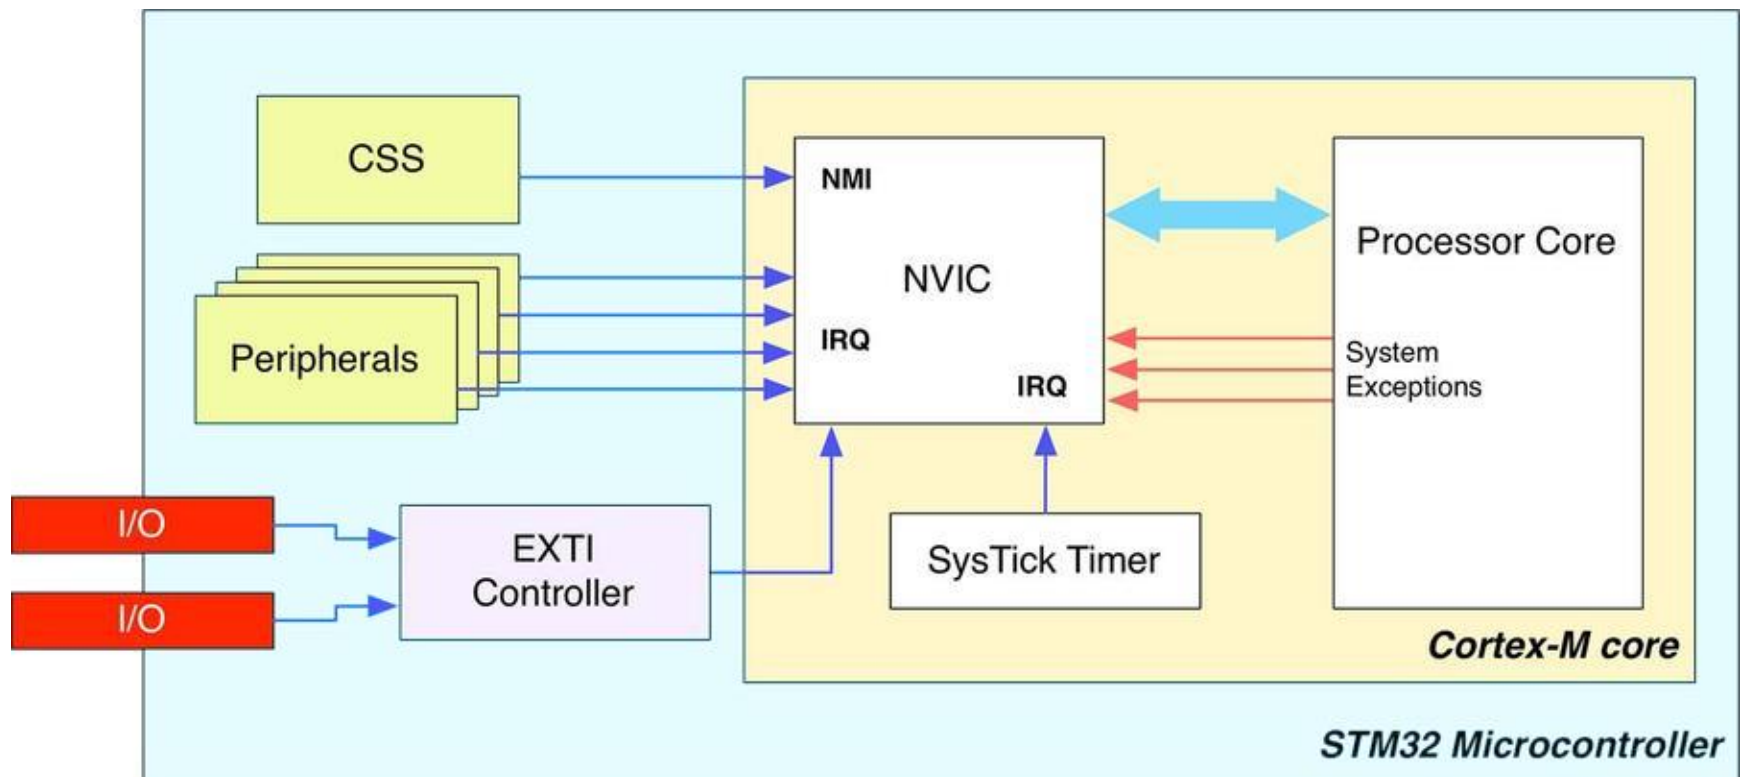 CSS
NMI
Processor Core
NVIC
IRQ
Peripherals
System
Exceptions
IRQ
I/O
EXTI
Controller
SysTick Timer
I/O
Cortex-M core
STM32 Microcontroller